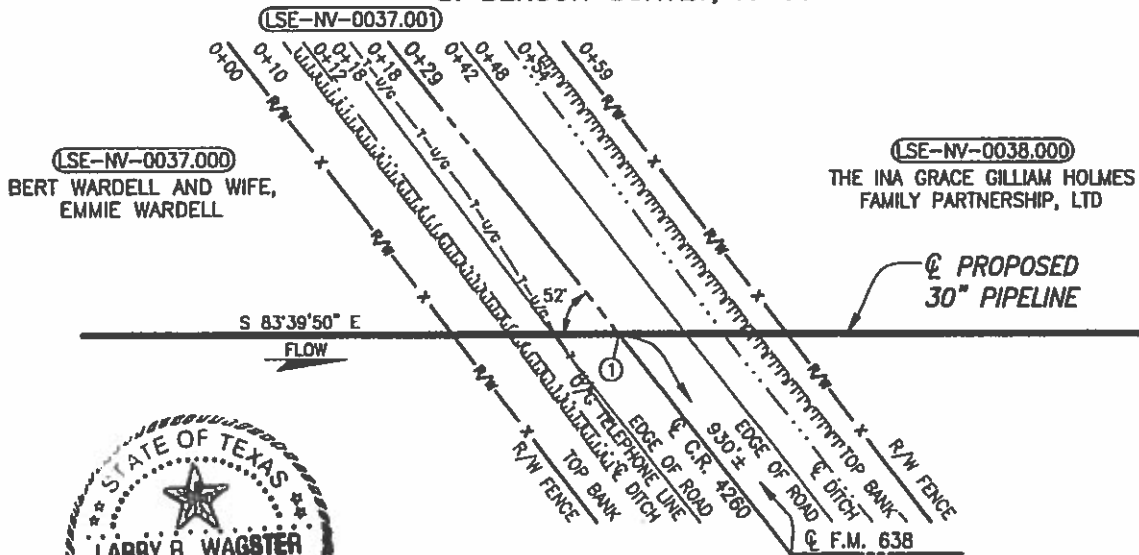 LSE-NV-0037.001
0+00
0+10
0+12
0+18
0+18
0+29
0+42
0+48
0+54
0+59
R/W X R/W X R/W X
T-U/G T-U/G T-U/G T-U/G
R/W X R/W X R/W X
LSE-NV-0037.000
BERT WARDELL AND WIFE,
EMMIE WARDELL
LSE-NV-0038.000
THE INA GRACE GILLIAM HOLMES
FAMILY PARTNERSHIP, LTD
℄ PROPOSED
30" PIPELINE
52'
S 83'39'50" E
FLOW
1
R/W FENCE
TOP BANK
℄ DITCH
U/G TELEPHONE LINE
EDGE OF ROAD
℄ C.R. 4260
930'±
EDGE OF ROAD
℄ DITCH
TOP BANK
R/W FENCE
℄ F.M. 638
STATE OF TEXAS
LARRY R. WAGSTER